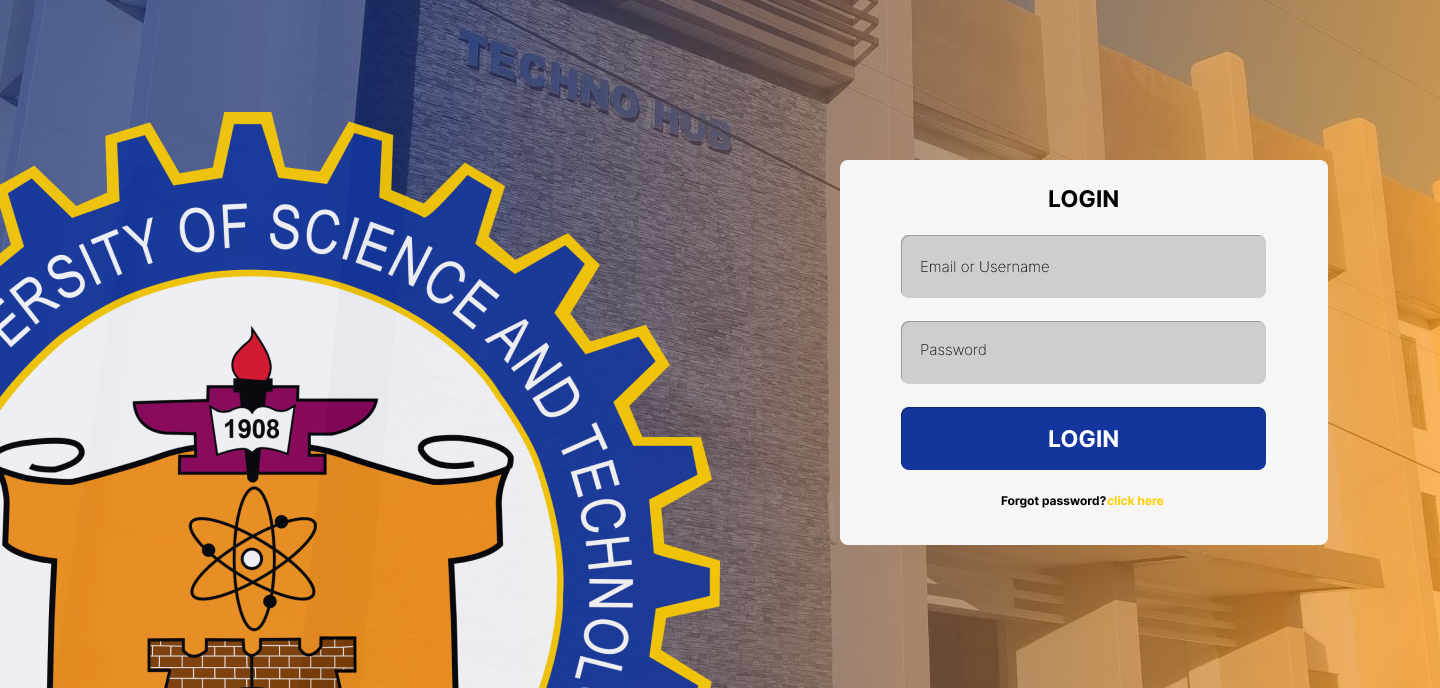 TECHNO HUB
ERSITY OF SCIENCE AND TECHNOL
1908
LOGIN
Email or Username
Password
LOGIN
Forgot password?click here